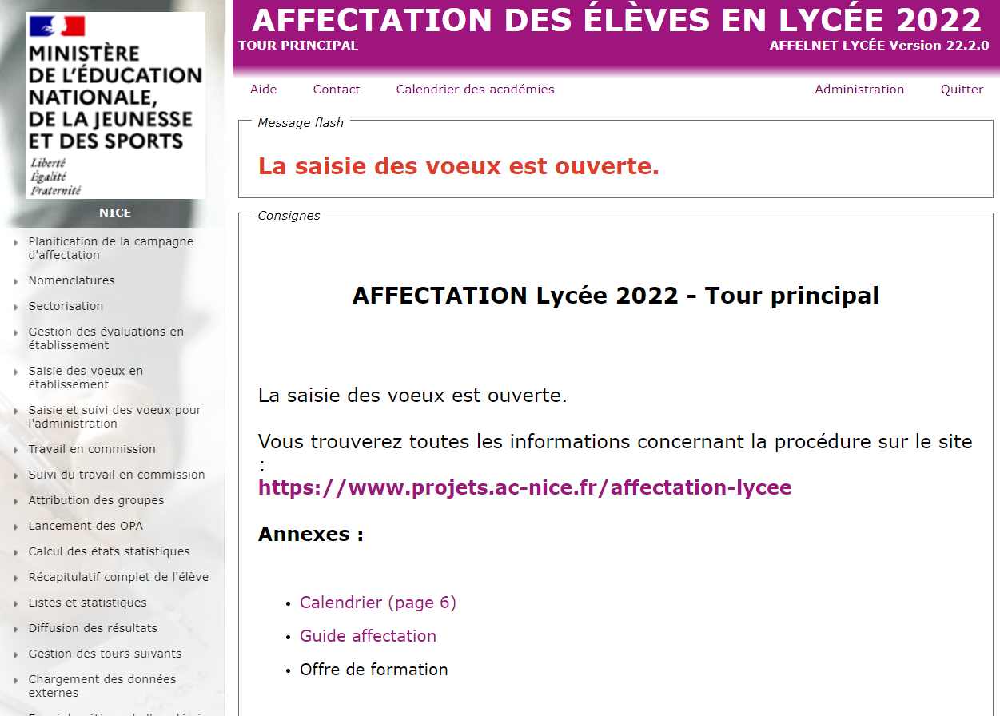 MINISTÈRE
DE L'ÉDUCATION
NATIONALE,
DE LA JEUNESSE
ET DES SPORTS
Liberté
Égalité
Fraternité
NICE
Planification de la campagne
d'affectation
Nomenclatures
Sectorisation
Gestion des évaluations en
établissement
Saisie des voeux en
établissement
Saisie et suivi des voeux pour
l'administration
Travail en commission
Suivi du travail en commission
Attribution des groupes
Lancement des OPA
Calcul des états statistiques
Récapitulatif complet de l'élève
Listes et statistiques
Diffusion des résultats
Gestion des tours suivants
Chargement des données
externes
AFFECTATION DES ÉLÈVES EN LYCÉE 2022
TOUR PRINCIPAL AFFELNET LYCÉE Version 22.2.0
Aide Contact Calendrier des académies Administration Quitter
Message flash
La saisie des voeux est ouverte.
Consignes
AFFECTATION Lycée 2022 - Tour principal
La saisie des voeux est ouverte.
Vous trouverez toutes les informations concernant la procédure sur le site
:
https://www.projets.ac-nice.fr/affectation-lycee
Annexes :
• Calendrier (page 6)
• Guide affectation
• Offre de formation